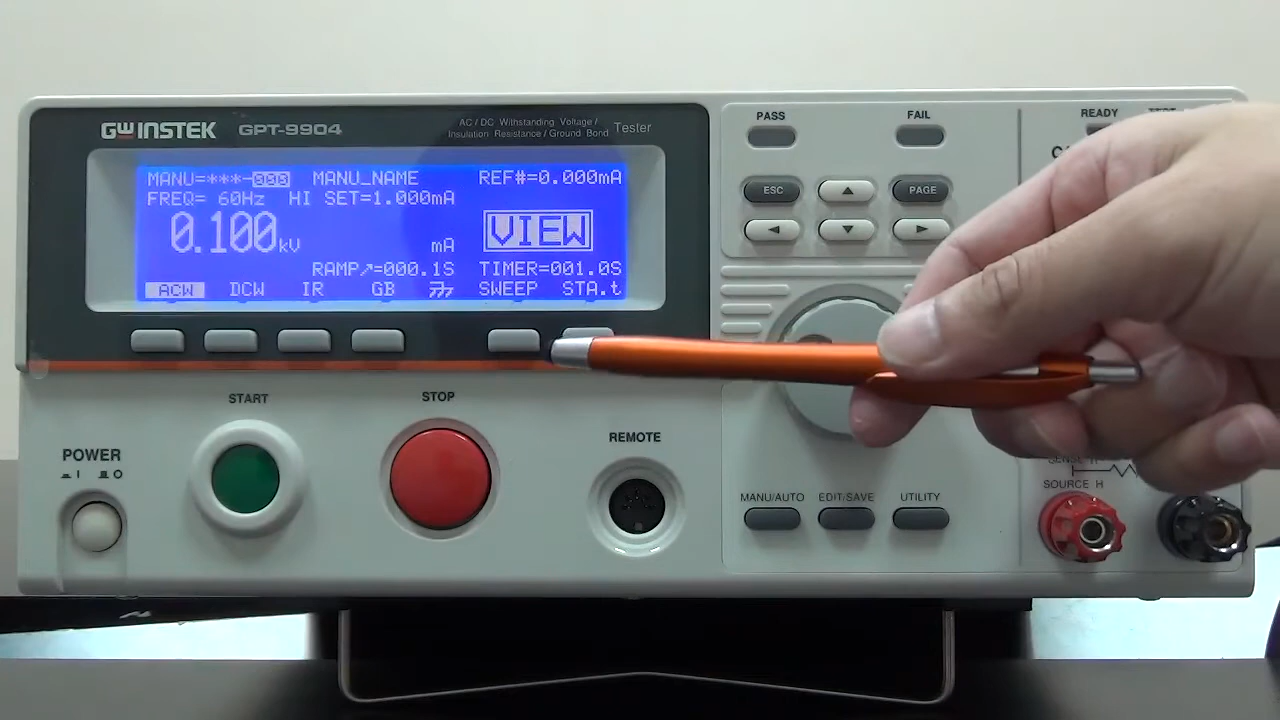 GW INSTEK GPT-9904
AC / DC Withstanding Voltage /
Insulation Resistance / Ground Bond Tester
MANU=***-000 MANU_NAME REF#=0.000mA
FREQ= 60Hz HI SET=1.000mA
0.100kV mA VIEW
RAMP↗=000.1S TIMER=001.0S
ACW DCW IR GB SWEEP STA.t
PASS FAIL READY
ESC PAGE
START STOP
POWER
I O
REMOTE
MANU/AUTO EDIT/SAVE UTILITY
SOURCE H